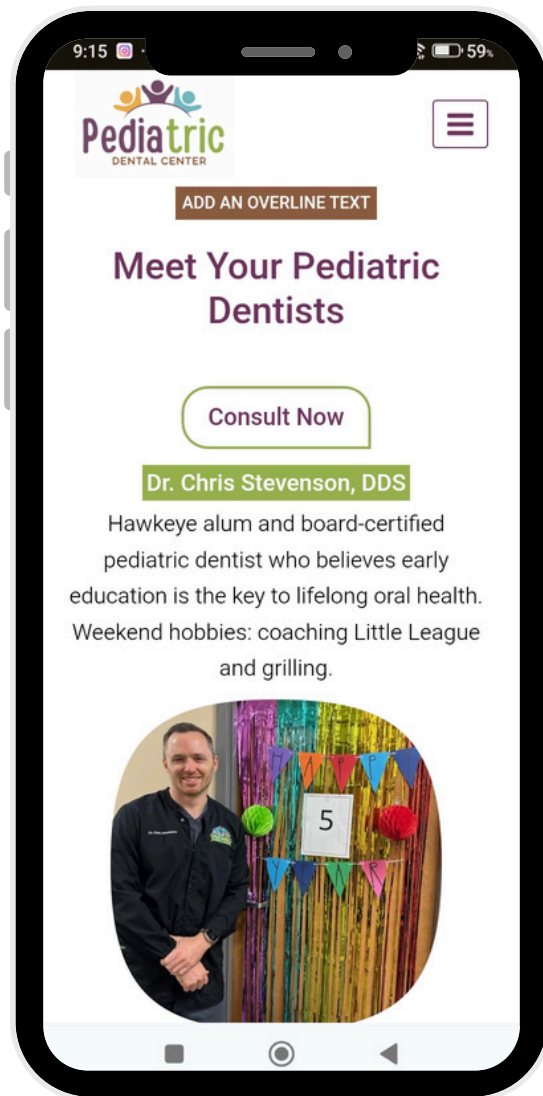 9:15
59%
Pediatric
DENTAL CENTER
ADD AN OVERLINE TEXT
Meet Your Pediatric
Dentists
Consult Now
Dr. Chris Stevenson, DDS
Hawkeye alum and board-certified
pediatric dentist who believes early
education is the key to lifelong oral health.
Weekend hobbies: coaching Little League
and grilling.
HAPPY
5
Y NR